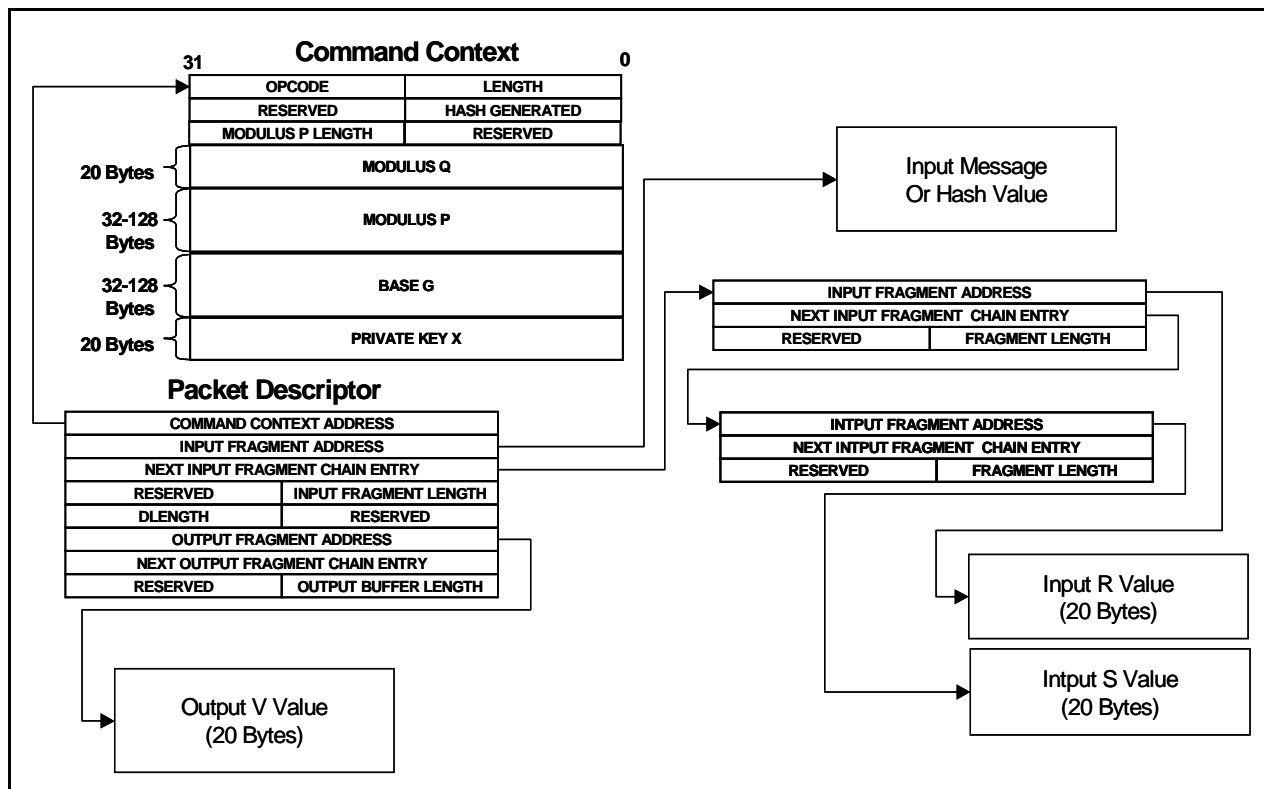 Command Context
31
0
OPCODE
LENGTH
RESERVED
HASH GENERATED
MODULUS P LENGTH
RESERVED
20 Bytes
MODULUS Q
32-128
Bytes
MODULUS P
32-128
Bytes
BASE G
20 Bytes
PRIVATE KEY X
Packet Descriptor
COMMAND CONTEXT ADDRESS
INPUT FRAGMENT ADDRESS
NEXT INPUT FRAGMENT CHAIN ENTRY
RESERVED
INPUT FRAGMENT LENGTH
DLENGTH
RESERVED
OUTPUT FRAGMENT ADDRESS
NEXT OUTPUT FRAGMENT CHAIN ENTRY
RESERVED
OUTPUT BUFFER LENGTH
Output V Value
(20 Bytes)
Input Message
Or Hash Value
INPUT FRAGMENT ADDRESS
NEXT INPUT FRAGMENT CHAIN ENTRY
RESERVED
FRAGMENT LENGTH
INTPUT FRAGMENT ADDRESS
NEXT INTPUT FRAGMENT CHAIN ENTRY
RESERVED
FRAGMENT LENGTH
Input R Value
(20 Bytes)
Intput S Value
(20 Bytes)